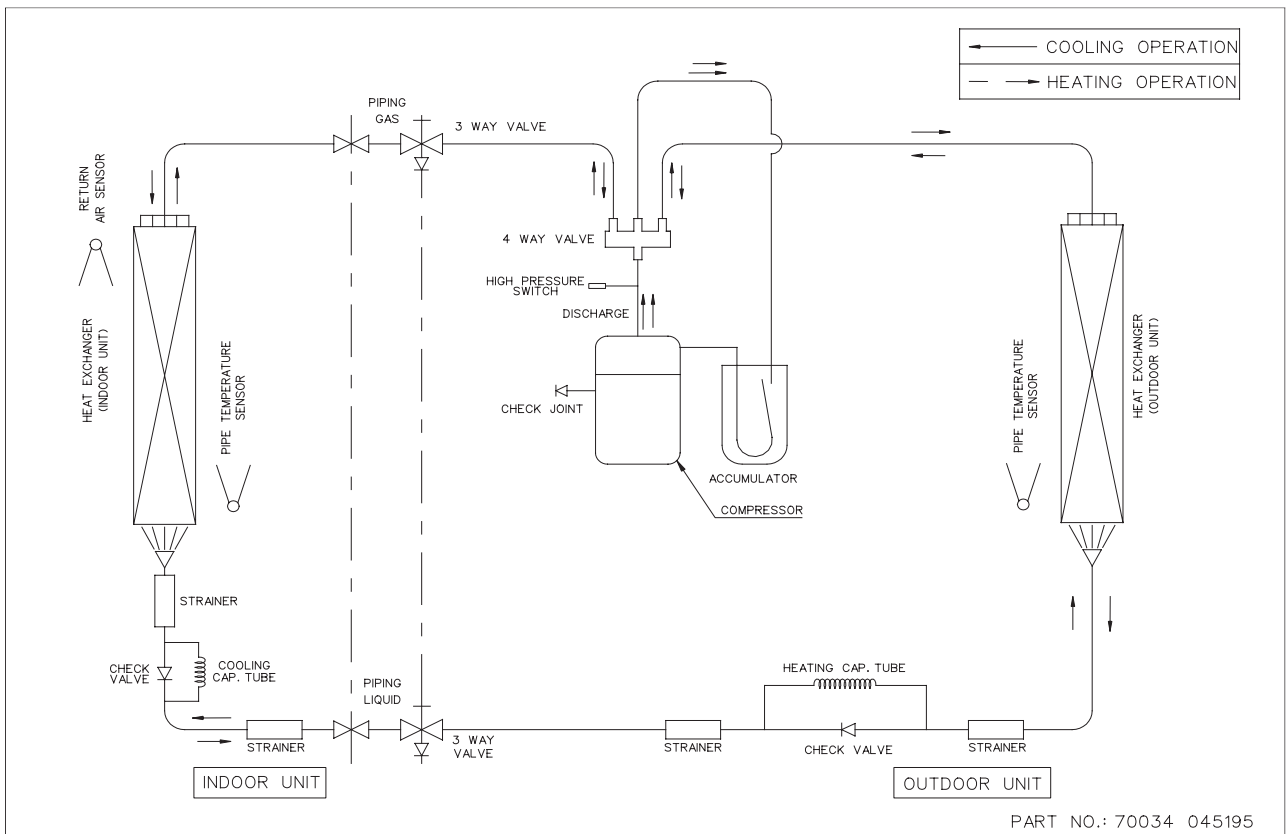 COOLING OPERATION
HEATING OPERATION
PIPING
GAS
3 WAY VALVE
RETURN
AIR SENSOR
4 WAY VALVE
HIGH PRESSURE
SWITCH
DISCHARGE
HEAT EXCHANGER
(INDOOR UNIT)
PIPE TEMPERATURE
SENSOR
CHECK JOINT
ACCUMULATOR
COMPRESSOR
PIPE TEMPERATURE
SENSOR
HEAT EXCHANGER
(OUTDOOR UNIT)
STRAINER
CHECK
VALVE
COOLING
CAP. TUBE
PIPING
LIQUID
HEATING CAP. TUBE
STRAINER
3 WAY
VALVE
STRAINER
CHECK VALVE
STRAINER
INDOOR UNIT
OUTDOOR UNIT
PART NO.: 70034 045195